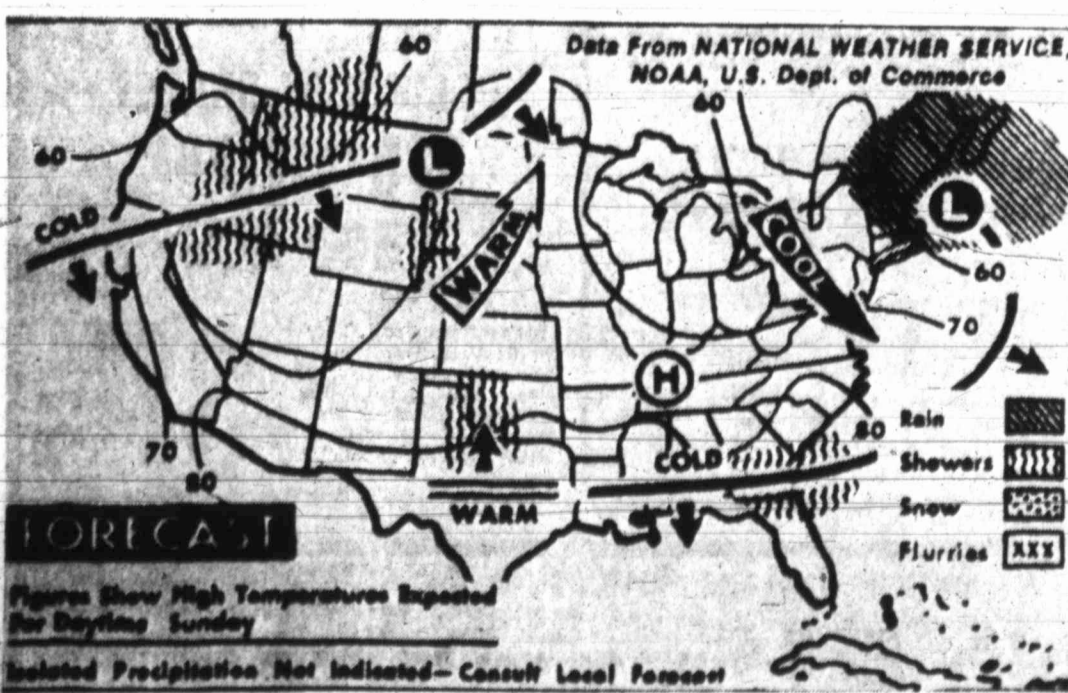 Data From NATIONAL WEATHER SERVICE,
NOAA, U.S. Dept. of Commerce
60
60
60
L
L
COLD
WARM
COOL
60
70
H
Rain
80
COLD
Showers
70
80
WARM
Snow
FORECAST
Flurries
XXX
Figures Show High Temperatures Expected
For Daytime Sunday
Isolated Precipitation Not Indicated—Consult Local Forecast